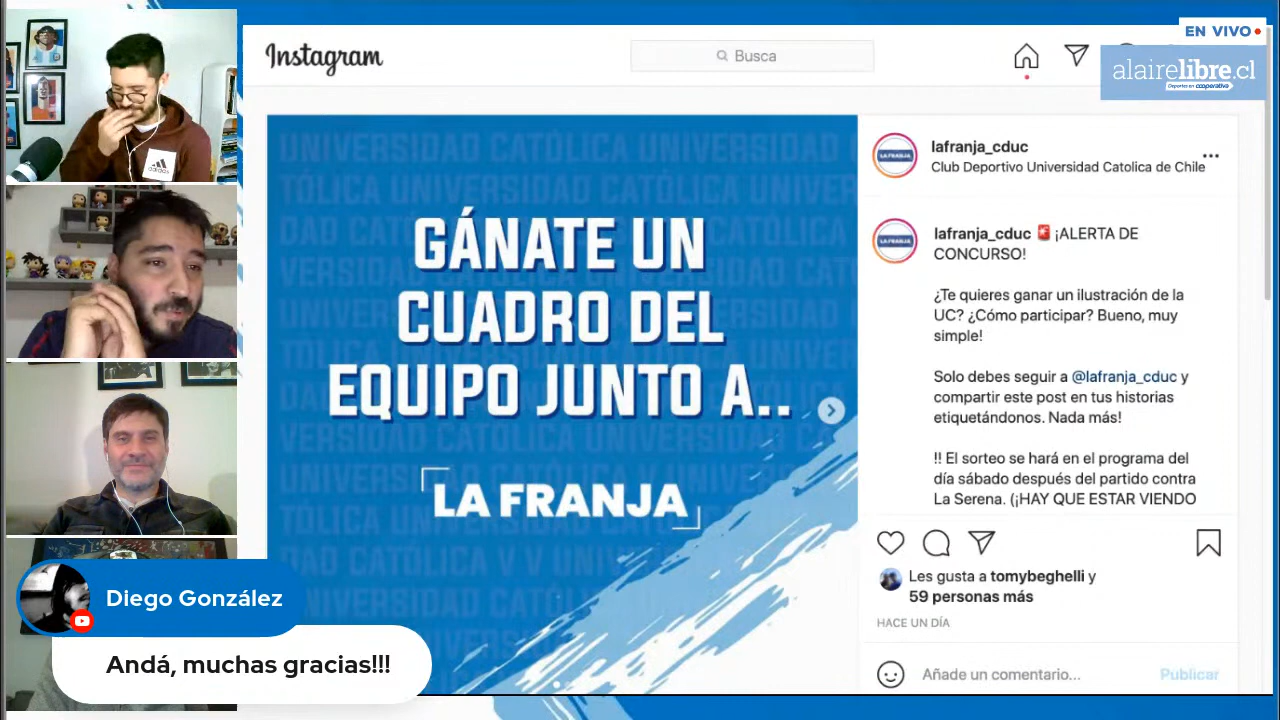 EN VIVO
alairelibre.cl
Deportes en cooperativa
Instagram
Busca
GÁNATE UN
CUADRO DEL
EQUIPO JUNTO A..
LA FRANJA
lafranja_cduc
Club Deportivo Universidad Catolica de Chile
lafranja_cduc 🚨 ¡ALERTA DE
CONCURSO!
¿Te quieres ganar un ilustración de la
UC? ¿Cómo participar? Bueno, muy
simple!
Solo debes seguir a @lafranja_cduc y
compartir este post en tus historias
etiquetándonos. Nada más!
!! El sorteo se hará en el programa del
día sábado después del partido contra
La Serena. (¡HAY QUE ESTAR VIENDO
Les gusta a tomybeghelli y
59 personas más
HACE UN DÍA
Añade un comentario...
Publicar
Diego González
Andá, muchas gracias!!!
adidas